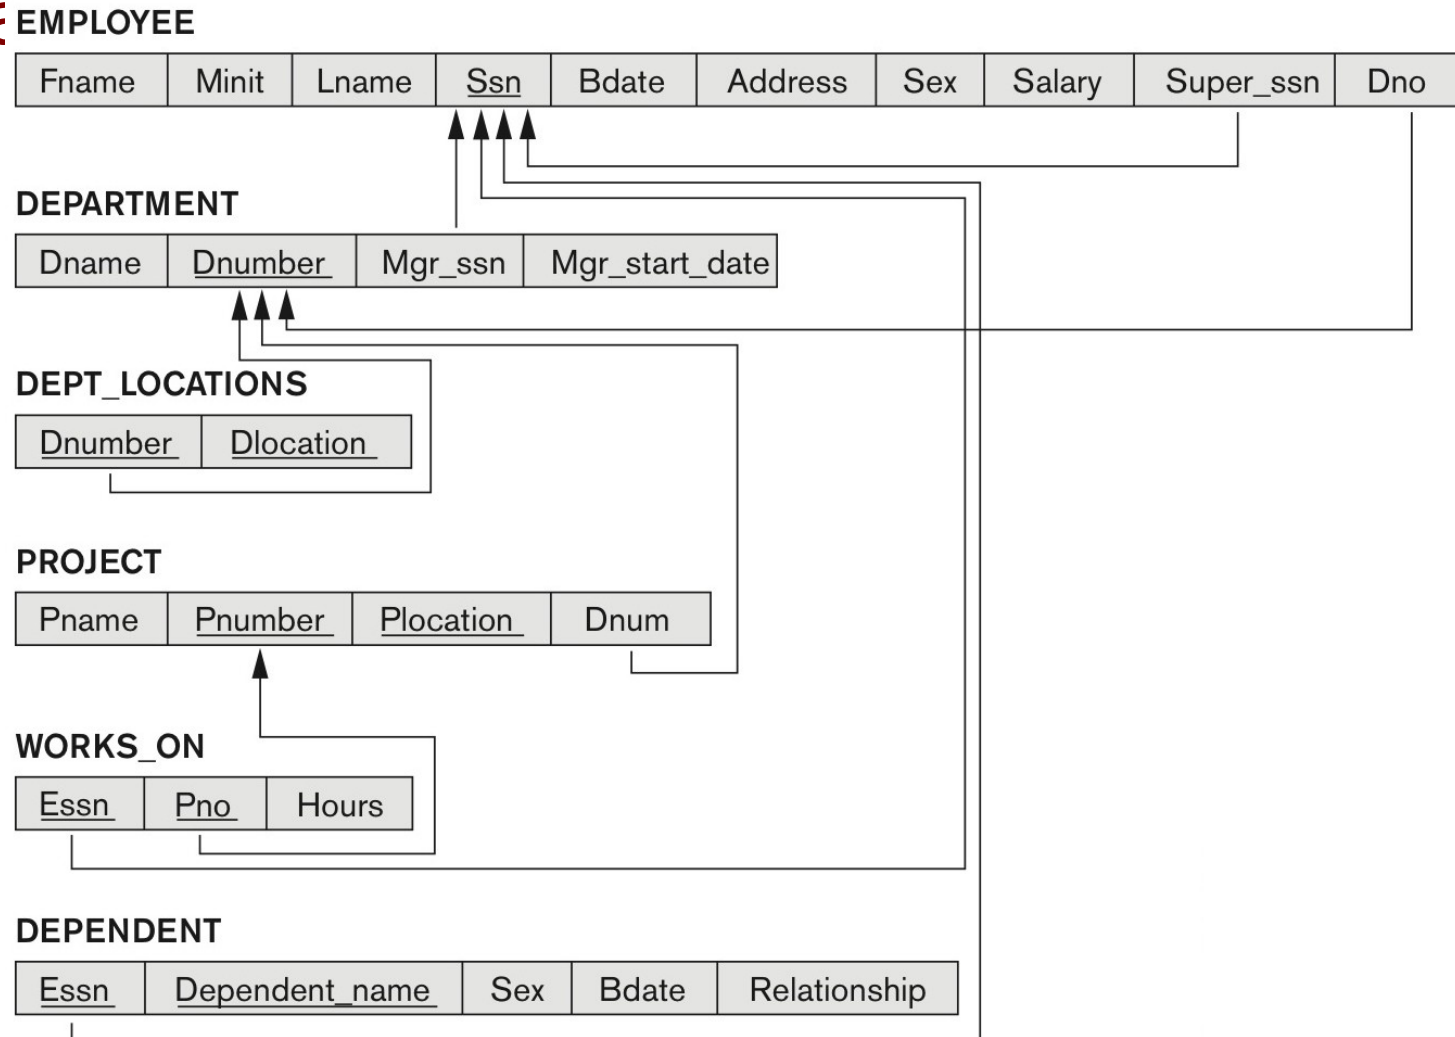 EMPLOYEE
Fname Minit Lname Ssn Bdate Address Sex Salary Super_ssn Dno
DEPARTMENT
Dname Dnumber Mgr_ssn Mgr_start_date
DEPT_LOCATIONS
Dnumber Dlocation
PROJECT
Pname Pnumber Plocation Dnum
WORKS_ON
Essn Pno Hours
DEPENDENT
Essn Dependent_name Sex Bdate Relationship